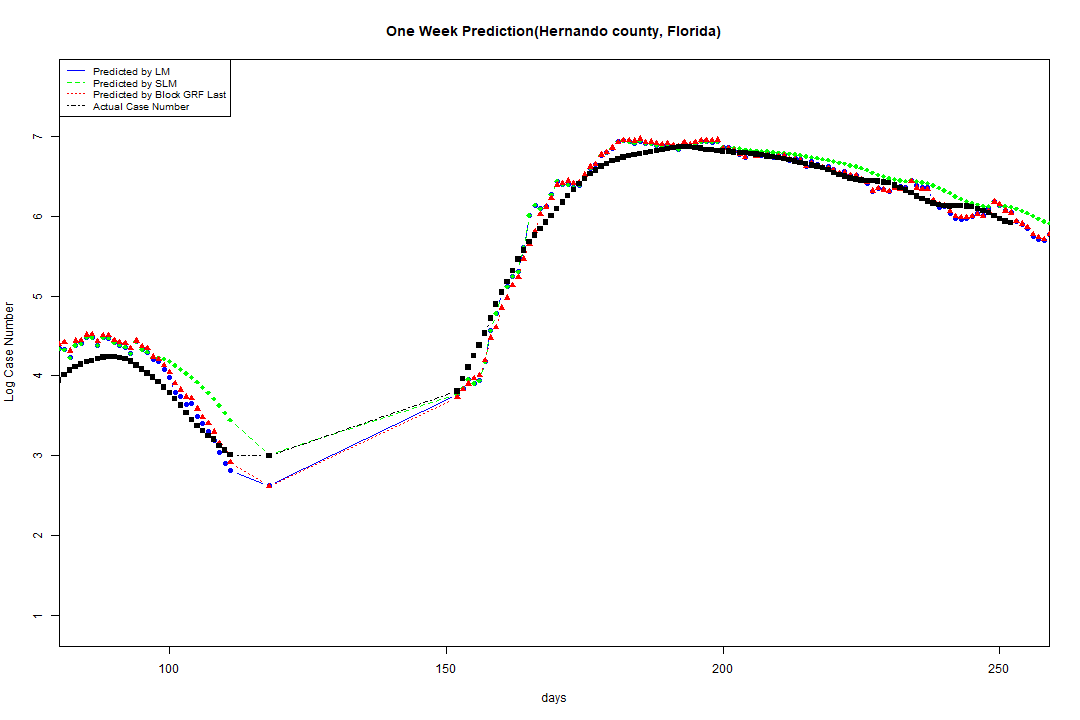 One Week Prediction(Hernando county, Florida)
Predicted by LM
Predicted by SLM
Predicted by Block GRF Last
Actual Case Number
7
6
5
4
3
2
1
Log Case Number
100
150
200
250
days